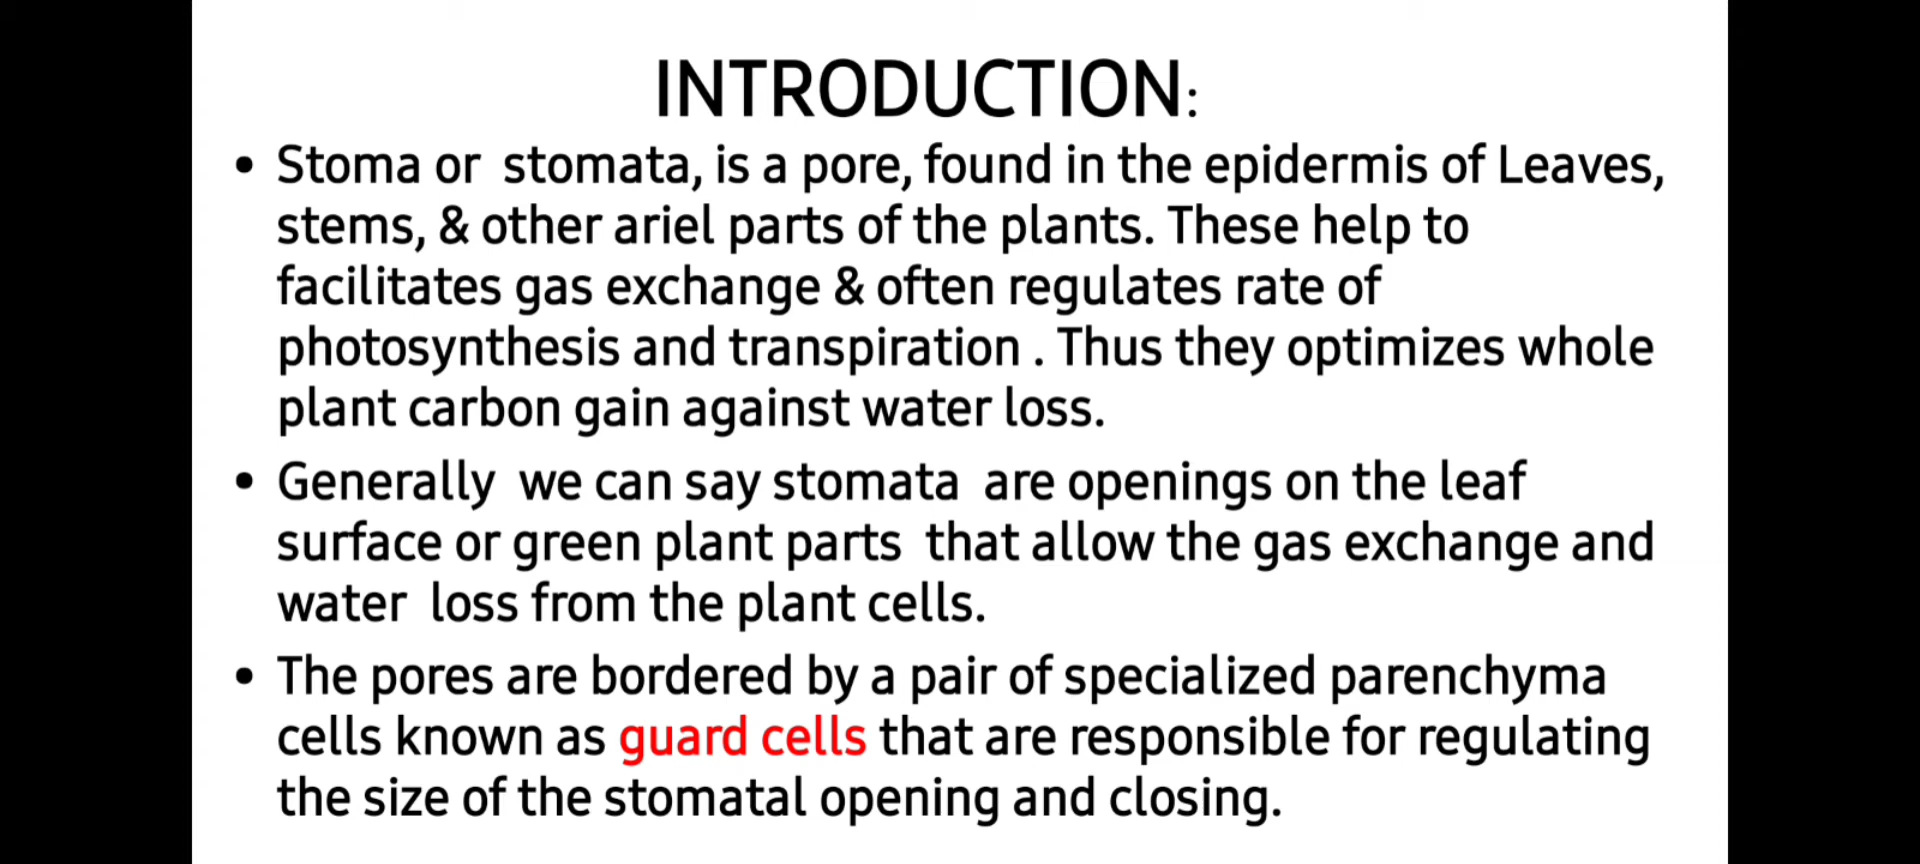 INTRODUCTION:
• Stoma or stomata, is a pore, found in the epidermis of Leaves,
stems, & other ariel parts of the plants. These help to
facilitates gas exchange & often regulates rate of
photosynthesis and transpiration . Thus they optimizes whole
plant carbon gain against water loss.
• Generally we can say stomata are openings on the leaf
surface or green plant parts that allow the gas exchange and
water loss from the plant cells.
• The pores are bordered by a pair of specialized parenchyma
cells known as guard cells that are responsible for regulating
the size of the stomatal opening and closing.